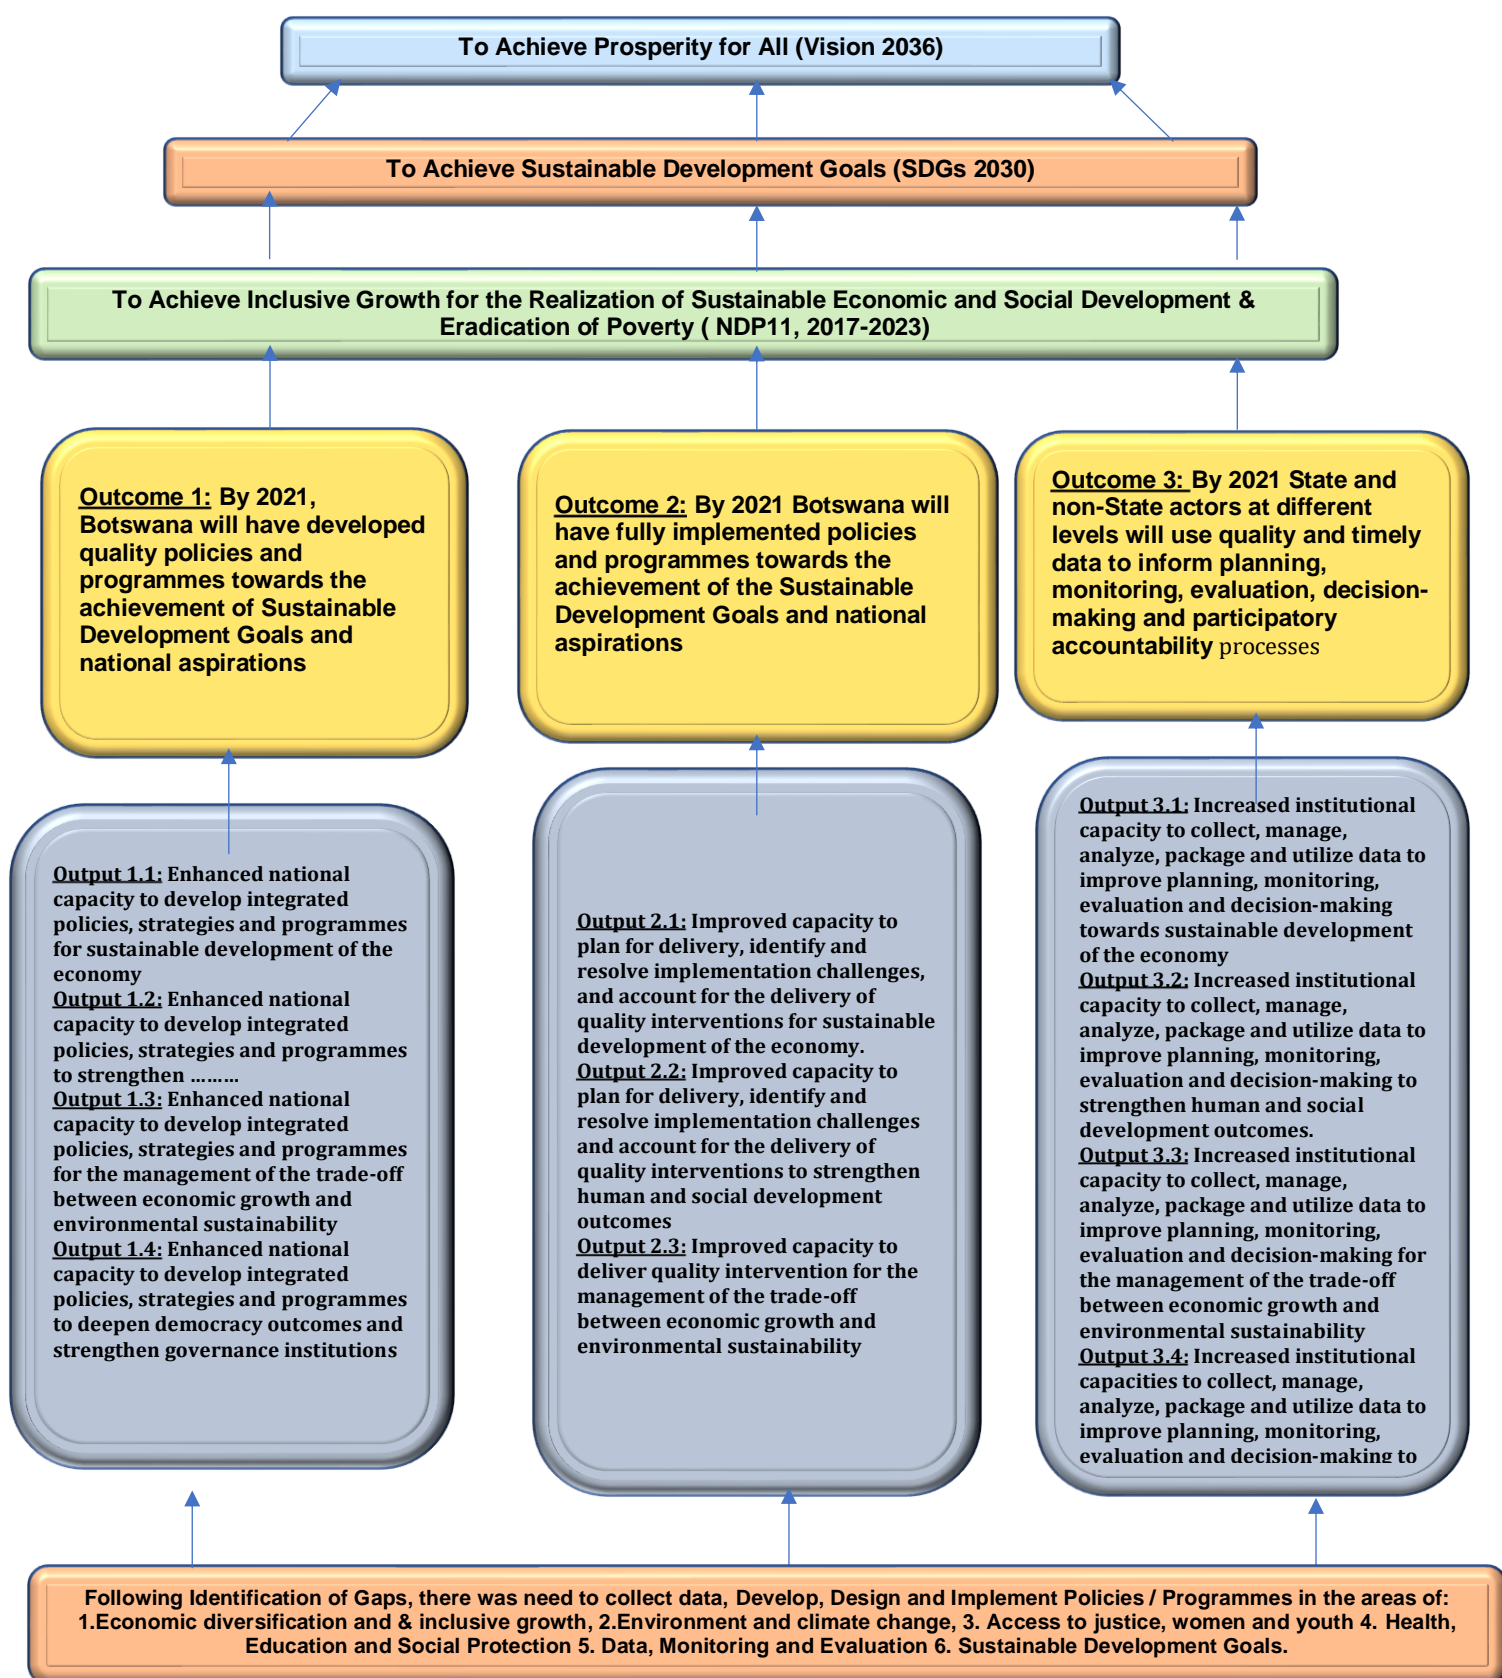 To Achieve Prosperity for All (Vision 2036)
To Achieve Sustainable Development Goals (SDGs 2030)
To Achieve Inclusive Growth for the Realization of Sustainable Economic and Social Development &
Eradication of Poverty ( NDP11, 2017-2023)
Outcome 1: By 2021,
Botswana will have developed
quality policies and
programmes towards the
achievement of Sustainable
Development Goals and
national aspirations
Outcome 2: By 2021 Botswana will
have fully implemented policies
and programmes towards the
achievement of the Sustainable
Development Goals and national
aspirations
Outcome 3: By 2021 State and
non-State actors at different
levels will use quality and timely
data to inform planning,
monitoring, evaluation, decision-
making and participatory
accountability processes
Output 1.1: Enhanced national
capacity to develop integrated
policies, strategies and programmes
for sustainable development of the
economy
Output 1.2: Enhanced national
capacity to develop integrated
policies, strategies and programmes
to strengthen .........
Output 1.3: Enhanced national
capacity to develop integrated
policies, strategies and programmes
for the management of the trade-off
between economic growth and
environmental sustainability
Output 1.4: Enhanced national
capacity to develop integrated
policies, strategies and programmes
to deepen democracy outcomes and
strengthen governance institutions
Output 2.1: Improved capacity to
plan for delivery, identify and
resolve implementation challenges,
and account for the delivery of
quality interventions for sustainable
development of the economy.
Output 2.2: Improved capacity to
plan for delivery, identify and
resolve implementation challenges
and account for the delivery of
quality interventions to strengthen
human and social development
outcomes
Output 2.3: Improved capacity to
deliver quality intervention for the
management of the trade-off
between economic growth and
environmental sustainability
Output 3.1: Increased institutional
capacity to collect, manage,
analyze, package and utilize data to
improve planning, monitoring,
evaluation and decision-making
towards sustainable development
of the economy
Output 3.2: Increased institutional
capacity to collect, manage,
analyze, package and utilize data to
improve planning, monitoring,
evaluation and decision-making to
strengthen human and social
development outcomes.
Output 3.3: Increased institutional
capacity to collect, manage,
analyze, package and utilize data to
improve planning, monitoring,
evaluation and decision-making for
the management of the trade-off
between economic growth and
environmental sustainability
Output 3.4: Increased institutional
capacities to collect, manage,
analyze, package and utilize data to
improve planning, monitoring,
evaluation and decision-making to
Following Identification of Gaps, there was need to collect data, Develop, Design and Implement Policies / Programmes in the areas of:
1.Economic diversification and & inclusive growth, 2.Environment and climate change, 3. Access to justice, women and youth 4. Health,
Education and Social Protection 5. Data, Monitoring and Evaluation 6. Sustainable Development Goals.